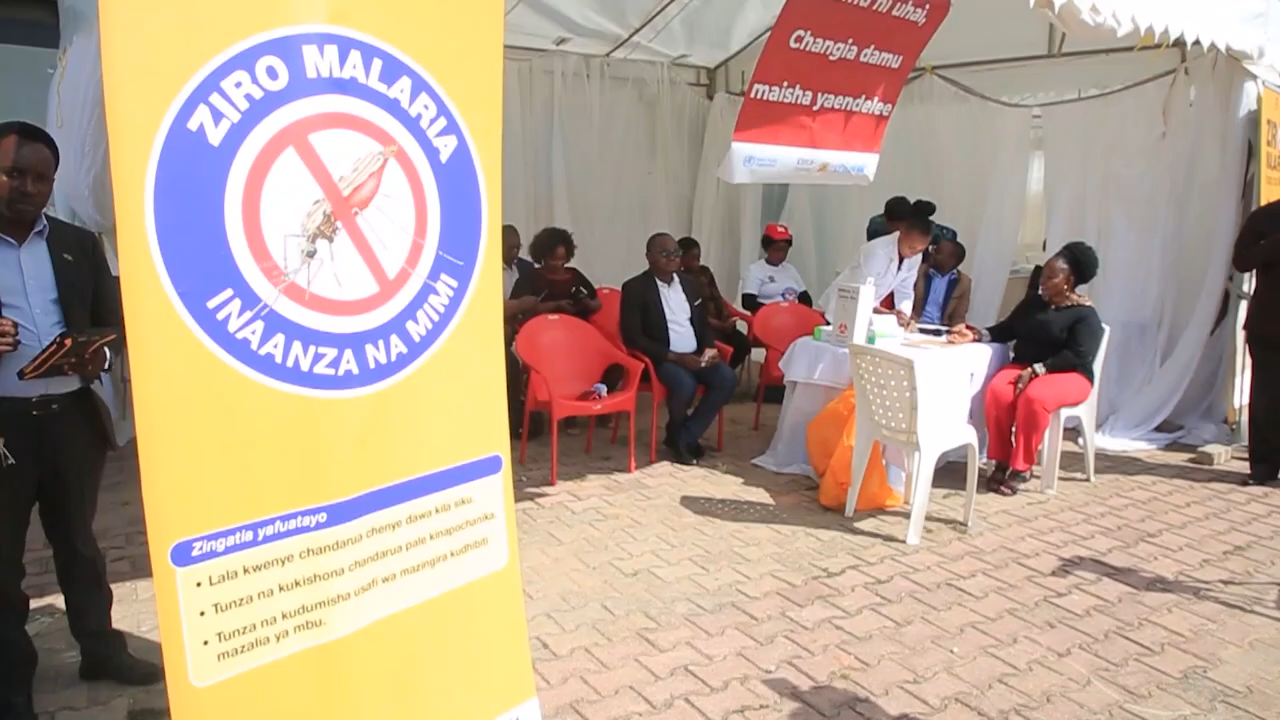 ZIRO MALARIA
INAANZA NA MIMI
Zingatia yafuatayo
• Lala kwenye chandarua chenye dawa kila siku.
• Tunza na kukishona chandarua pale kinapochanika.
• Tunza na kudumisha usafi wa mazingira kudhibiti
mazalia ya mbu.
ni uhai,
Changia damu
maisha yaendelee